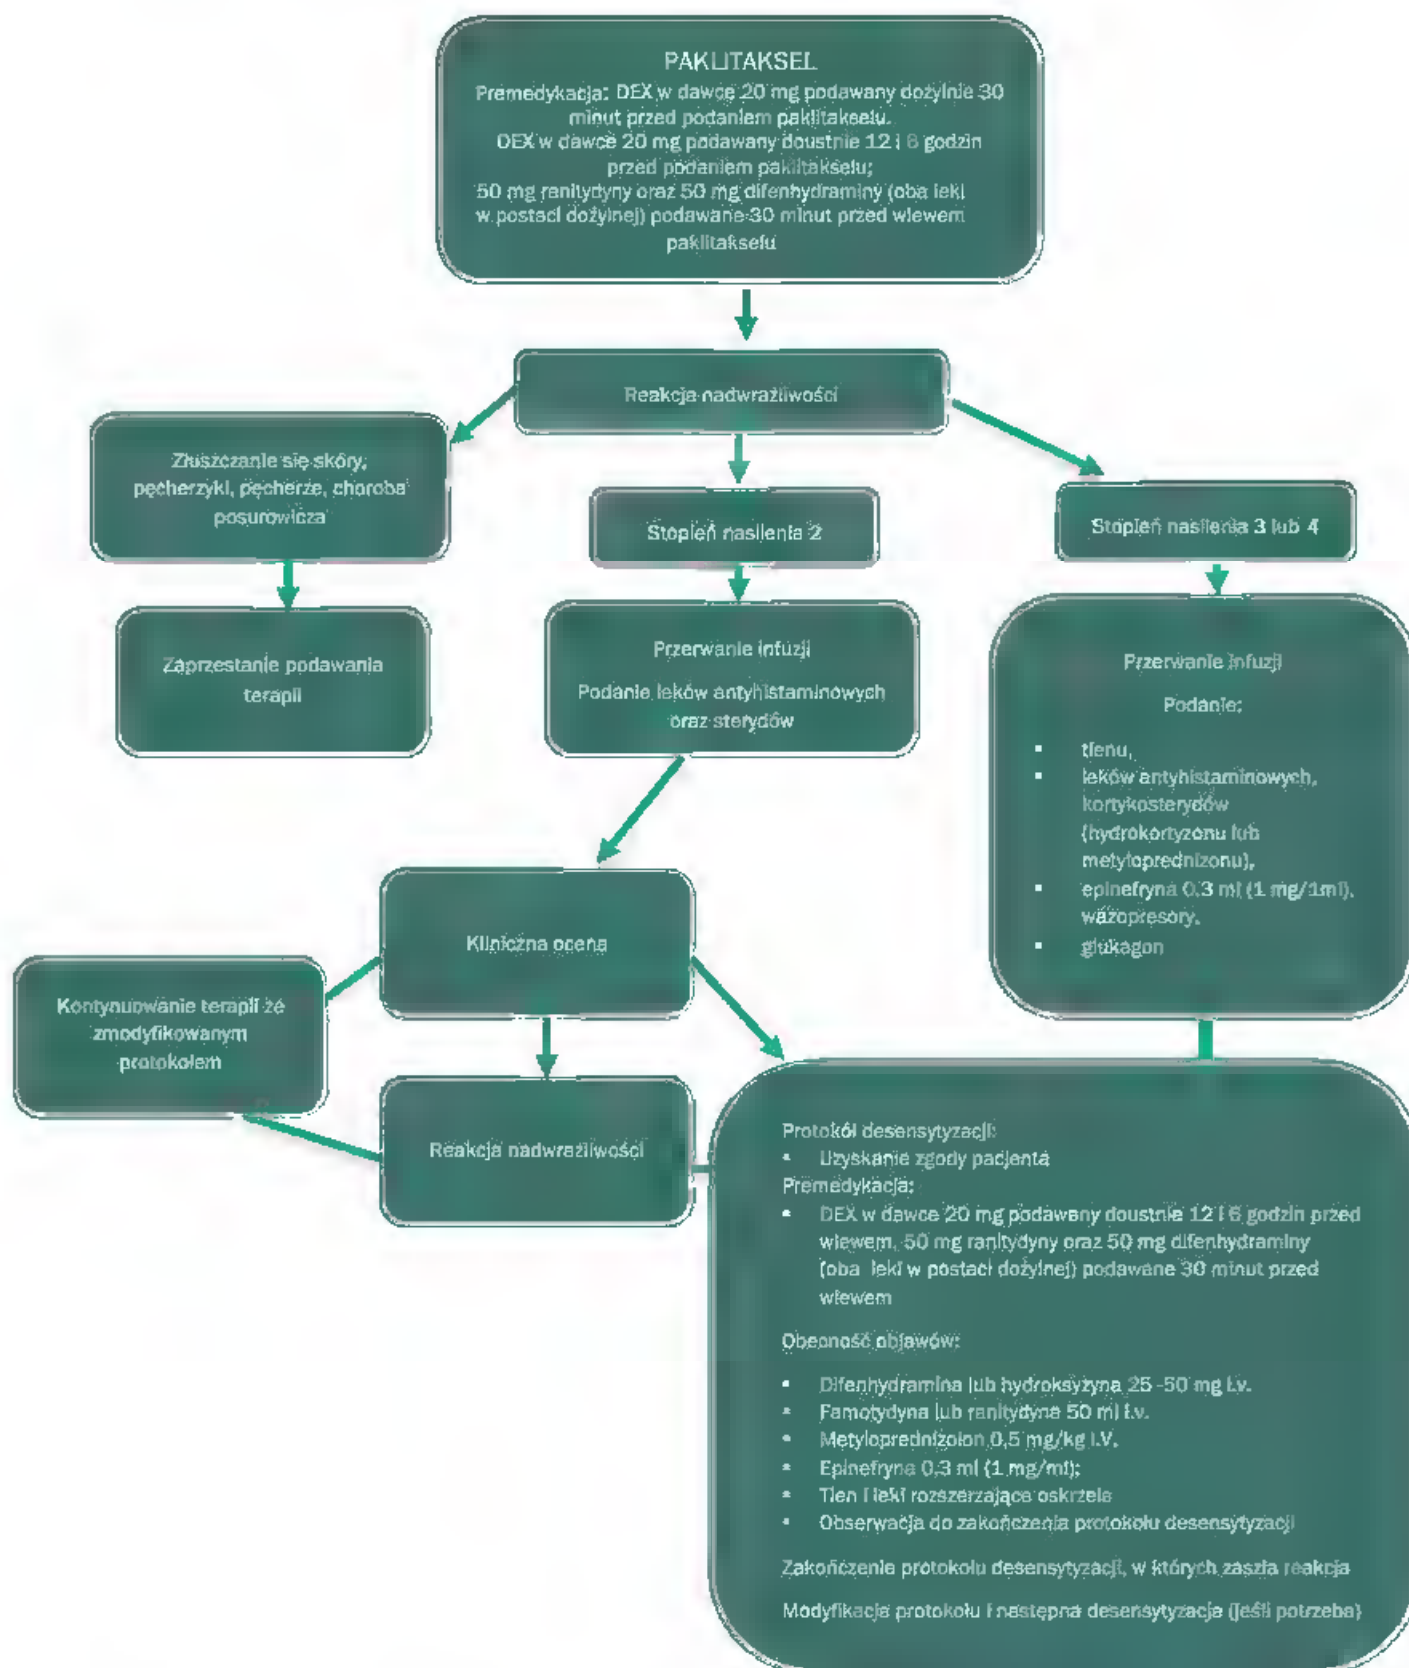 PAKLITAKSEL
Premedykacja: DEX w dawce 20 mg podawany dożylnie 30
minut przed podaniem paklitakselu.
DEX w dawce 20 mg podawany doustnie 12 i 6 godzin
przed podaniem paklitakselu;
50 mg ranitydyny oraz 50 mg difenhydraminy (oba leki
w postaci dożylnej) podawane 30 minut przed wlewem
paklitakselu
Reakcja nadwrażliwości
Złuszczanie się skóry,
pęcherzyki, pęcherze, choroba
posurowicza
Stopień nasilenia 2
Stopień nasilenia 3 lub 4
Zaprzestanie podawania
terapii
Przerwanie infuzji
Podanie leków antyhistaminowych
oraz sterydów
Przerwanie infuzji
Podanie:
▪ tlenu,
▪ leków antyhistaminowych,
kortykosterydów
(hydrokortyzonu lub
metyloprednizonu),
▪ epinefryna 0,3 ml (1 mg/1ml),
wazopresory,
▪ glukagon
Kliniczna ocena
Kontynuowanie terapii ze
zmodyfikowanym
protokołem
Reakcja nadwrażliwości
Protokół desensytyzacji:
▪ Uzyskanie zgody pacjenta
Premedykacja:
▪ DEX w dawce 20 mg podawany doustnie 12 i 6 godzin przed
wlewem, 50 mg ranitydyny oraz 50 mg difenhydraminy
(oba leki w postaci dożylnej) podawane 30 minut przed
wlewem
Obecność objawów:
▪ Difenhydramina lub hydroksyzyna 25 -50 mg i.v.
▪ Famotydyna lub ranitydyna 50 ml i.v.
▪ Metyloprednizolon 0,5 mg/kg i.V.
▪ Epinefryna 0,3 ml (1 mg/ml);
▪ Tlen i leki rozszerzające oskrzela
▪ Obserwacja do zakończenia protokołu desensytyzacji
Zakończenie protokołu desensytyzacji, w których zaszła reakcja
Modyfikacja protokołu i następna desensytyzacja (jeśli potrzeba)